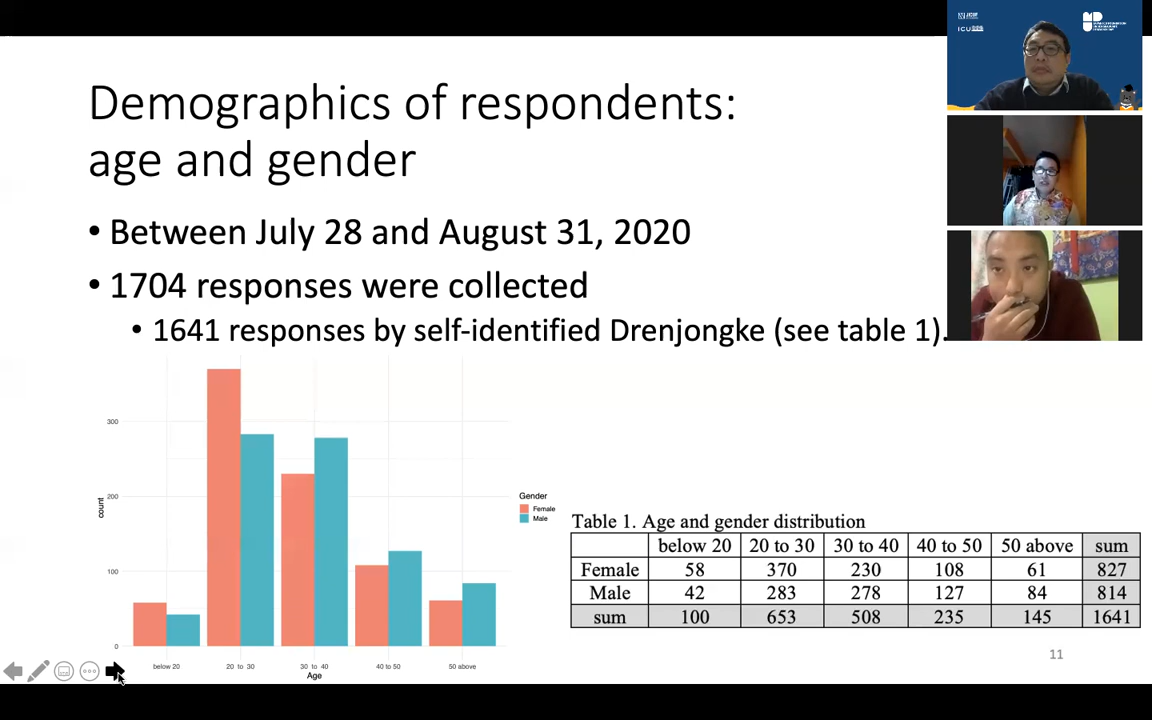 Demographics of respondents:
age and gender
• Between July 28 and August 31, 2020
• 1704 responses were collected
• 1641 responses by self-identified Drenjongke (see table 1).
300
200
100
0
count
below 20 20 to 30 30 to 40 40 to 50 50 above
Age
Gender
Female
Male
Table 1. Age and gender distribution
below 20 20 to 30 30 to 40 40 to 50 50 above sum
Female 58 370 230 108 61 827
Male 42 283 278 127 84 814
sum 100 653 508 235 145 1641
11
ICU